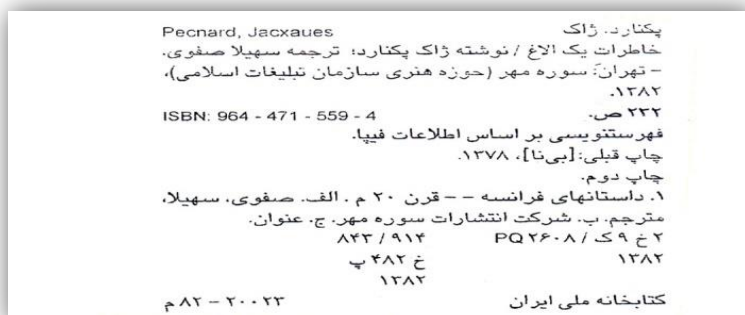 پکنارد. ژاک Pecnard, Jacxaues
خاطرات یک الاغ / نوشته ژاک پکنارد؛ ترجمه سهیلا صفوی.
– تهران: سوره مهر (حوزه هنری سازمان تبلیغات اسلامی)،
۱۳۸۲.
۲۳۲ ص. ISBN: 964 - 471 - 559 - 4
فهرستنویسی بر اساس اطلاعات فیپا.
چاپ قبلی: [بی‌نا]، ۱۳۷۸.
چاپ دوم.
۱. داستانهای فرانسه – – قرن ۲۰ م. الف. صفوی. سهیلا،
مترجم. ب. شرکت انتشارات سوره مهر. ج. عنوان.
۲ خ ۹ ک / PQ ۲۶۰۸ ۸۴۳ / ۹۱۴
۱۳۸۲ خ ۴۸۲ پ
۱۳۸۲
کتابخانه ملی ایران ۲۰۰۲۳ – ۸۲ م